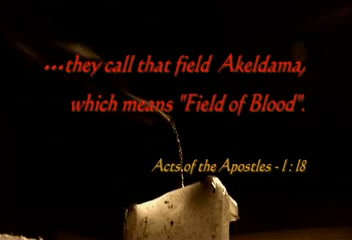 ...they call that field Akeldama,
which means "Field of Blood".
Acts of the Apostles - 1 : 18